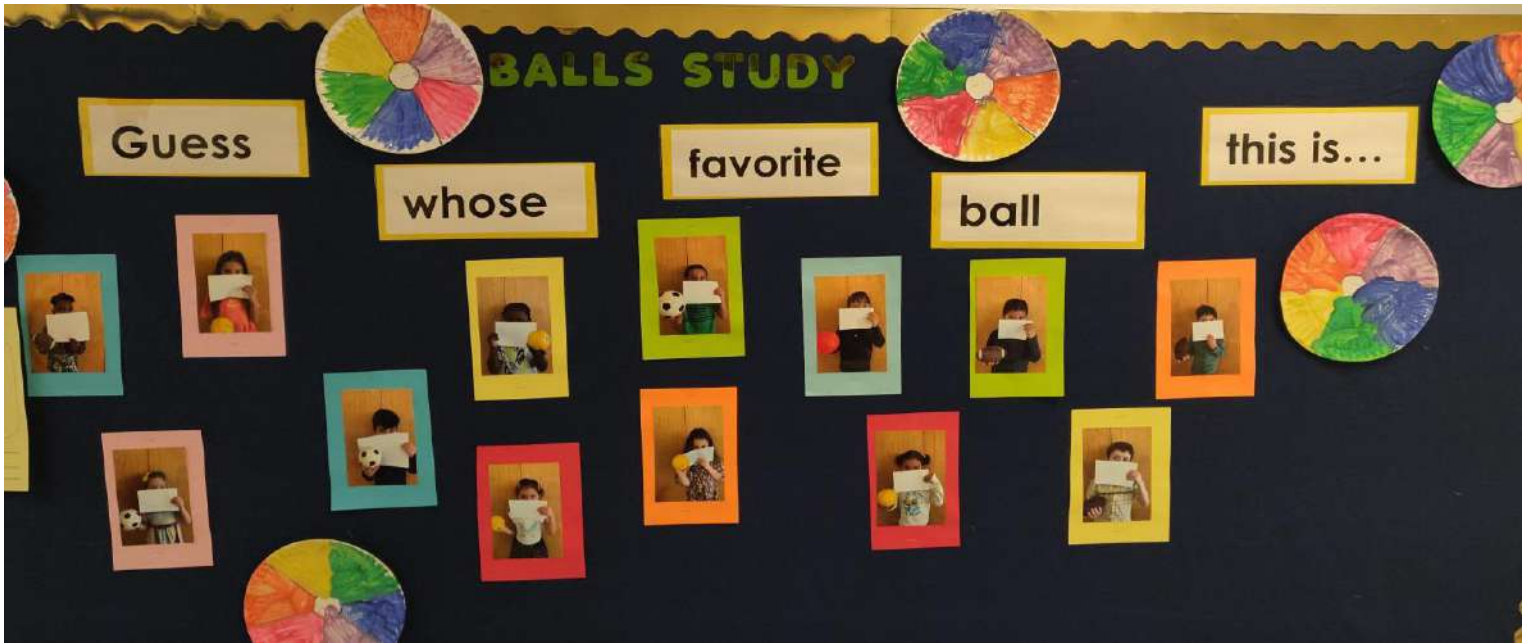 BALLS STUDY
Guess
whose
favorite
ball
this is...